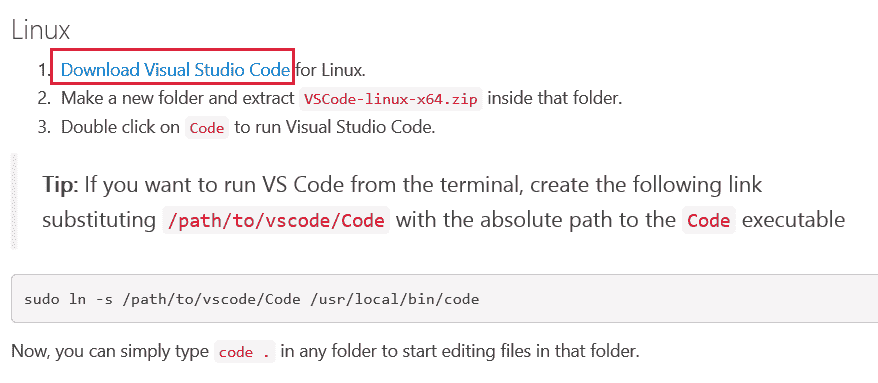 Linux
1. Download Visual Studio Code for Linux.
2. Make a new folder and extract VSCode-linux-x64.zip inside that folder.
3. Double click on Code to run Visual Studio Code.
Tip: If you want to run VS Code from the terminal, create the following link
substituting /path/to/vscode/Code with the absolute path to the Code executable
sudo ln -s /path/to/vscode/Code /usr/local/bin/code
Now, you can simply type code . in any folder to start editing files in that folder.